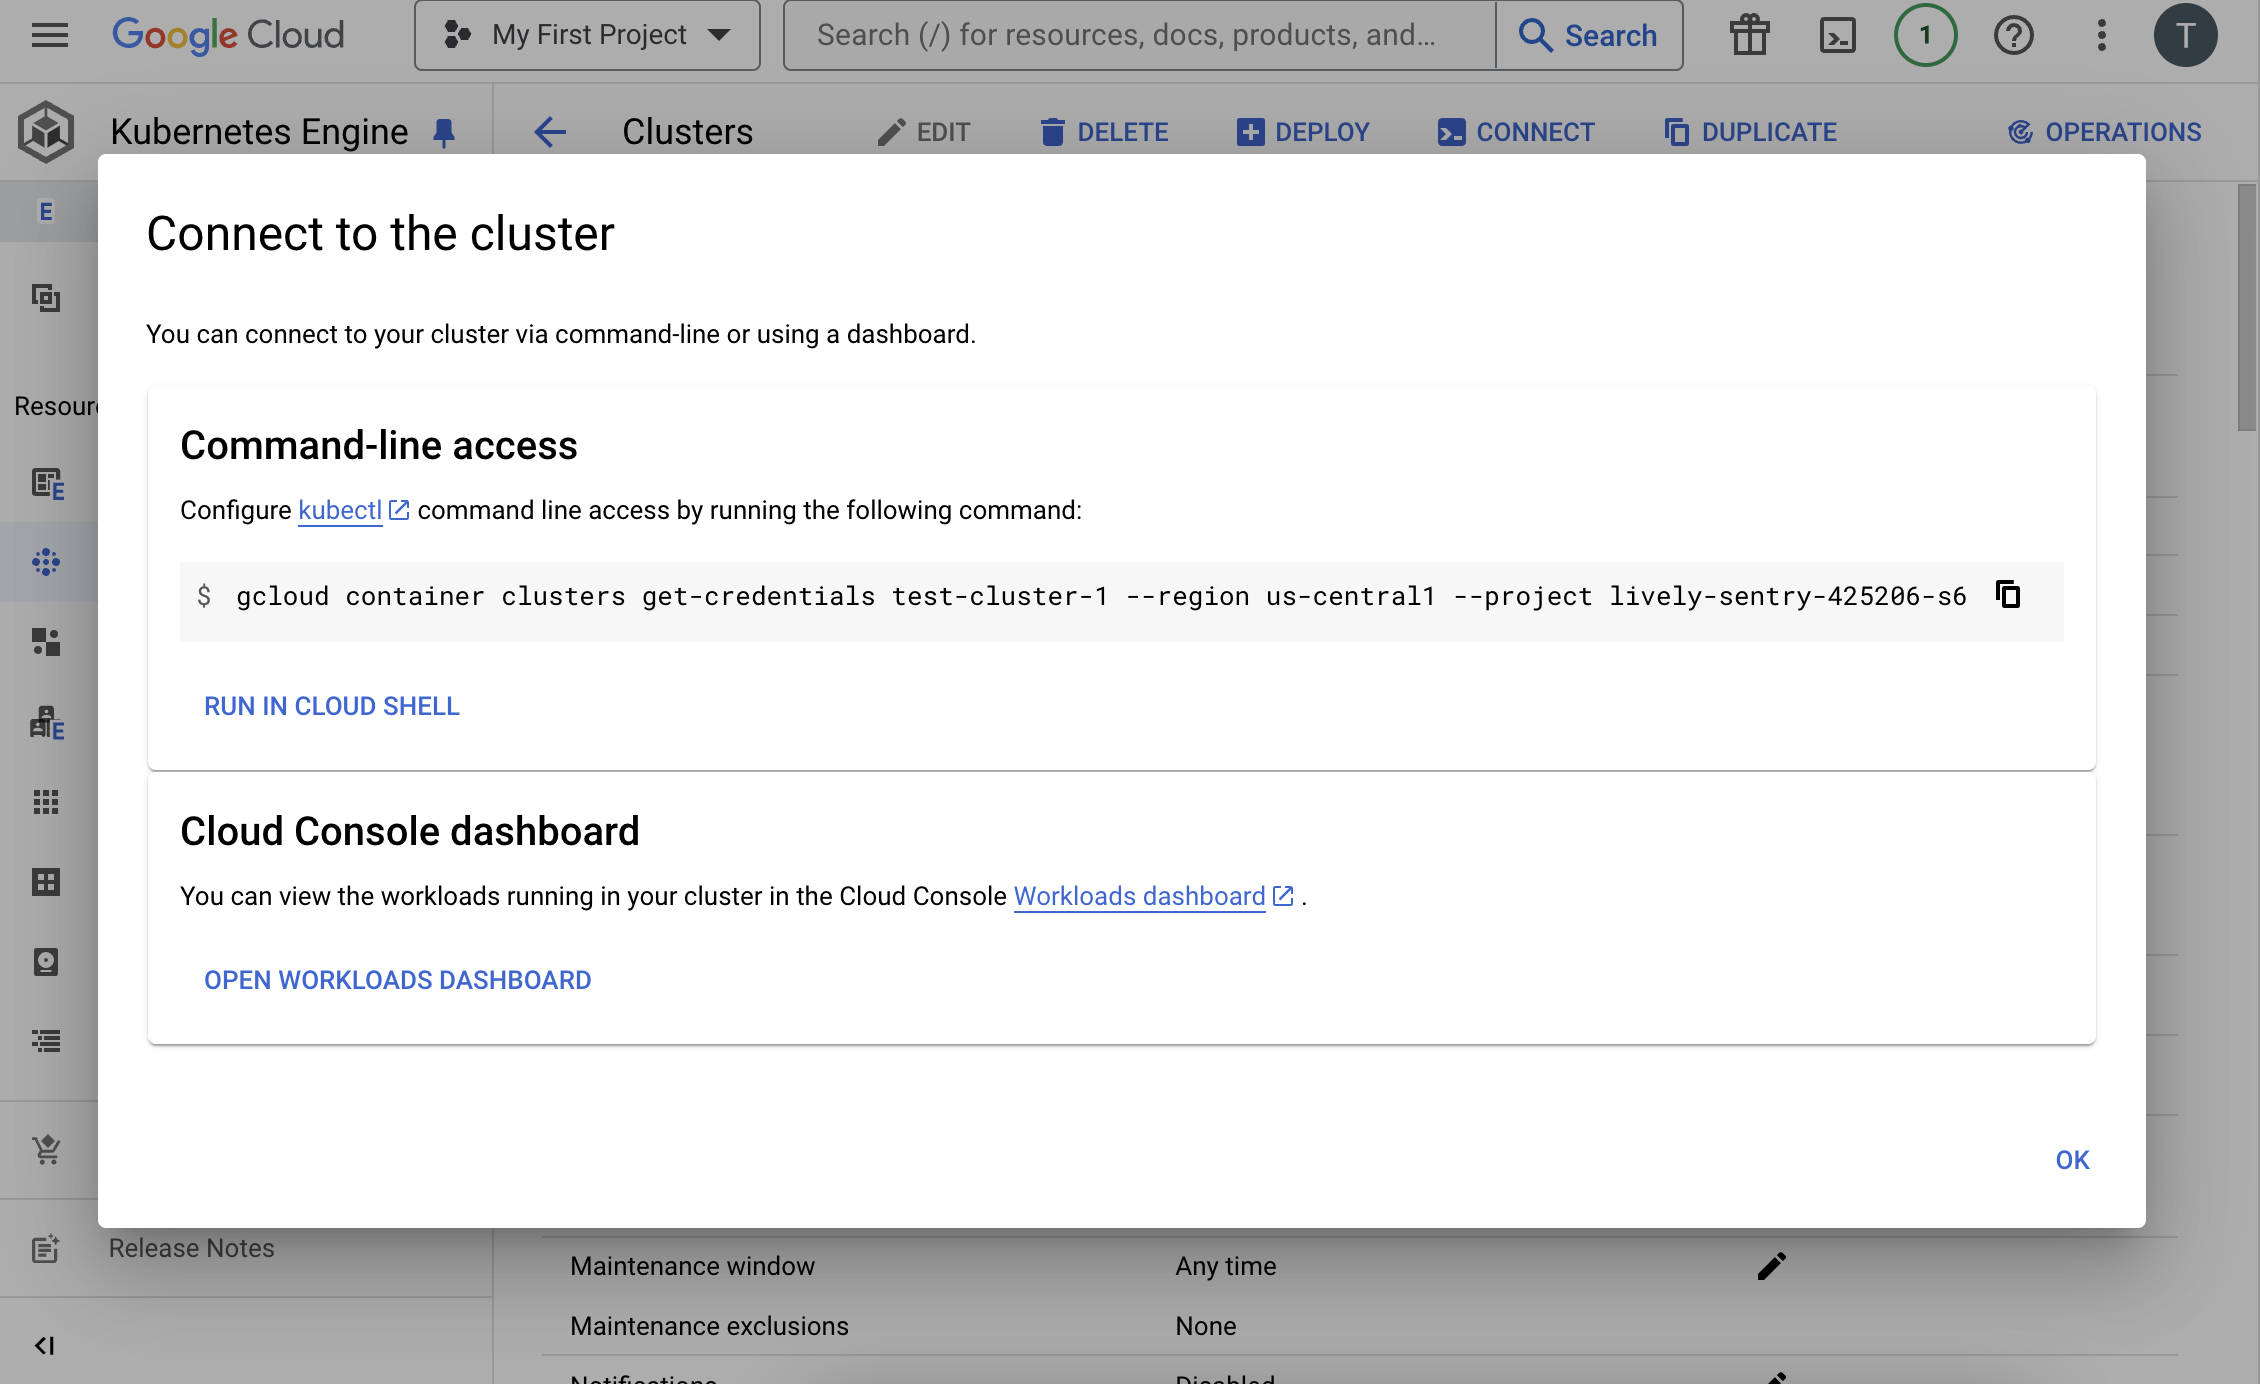 Google Cloud
My First Project
Search (/) for resources, docs, products, and...
Search
1
T
Kubernetes Engine
Clusters
EDIT
DELETE
DEPLOY
CONNECT
DUPLICATE
OPERATIONS
E
Connect to the cluster
You can connect to your cluster via command-line or using a dashboard.
Resour
Command-line access
E
Configure kubectl command line access by running the following command:
$ gcloud container clusters get-credentials test-cluster-1 --region us-central1 --project lively-sentry-425206-s6
RUN IN CLOUD SHELL
E
Cloud Console dashboard
You can view the workloads running in your cluster in the Cloud Console Workloads dashboard .
OPEN WORKLOADS DASHBOARD
OK
Release Notes
Maintenance window Any time
Maintenance exclusions None
Notifications Disabled